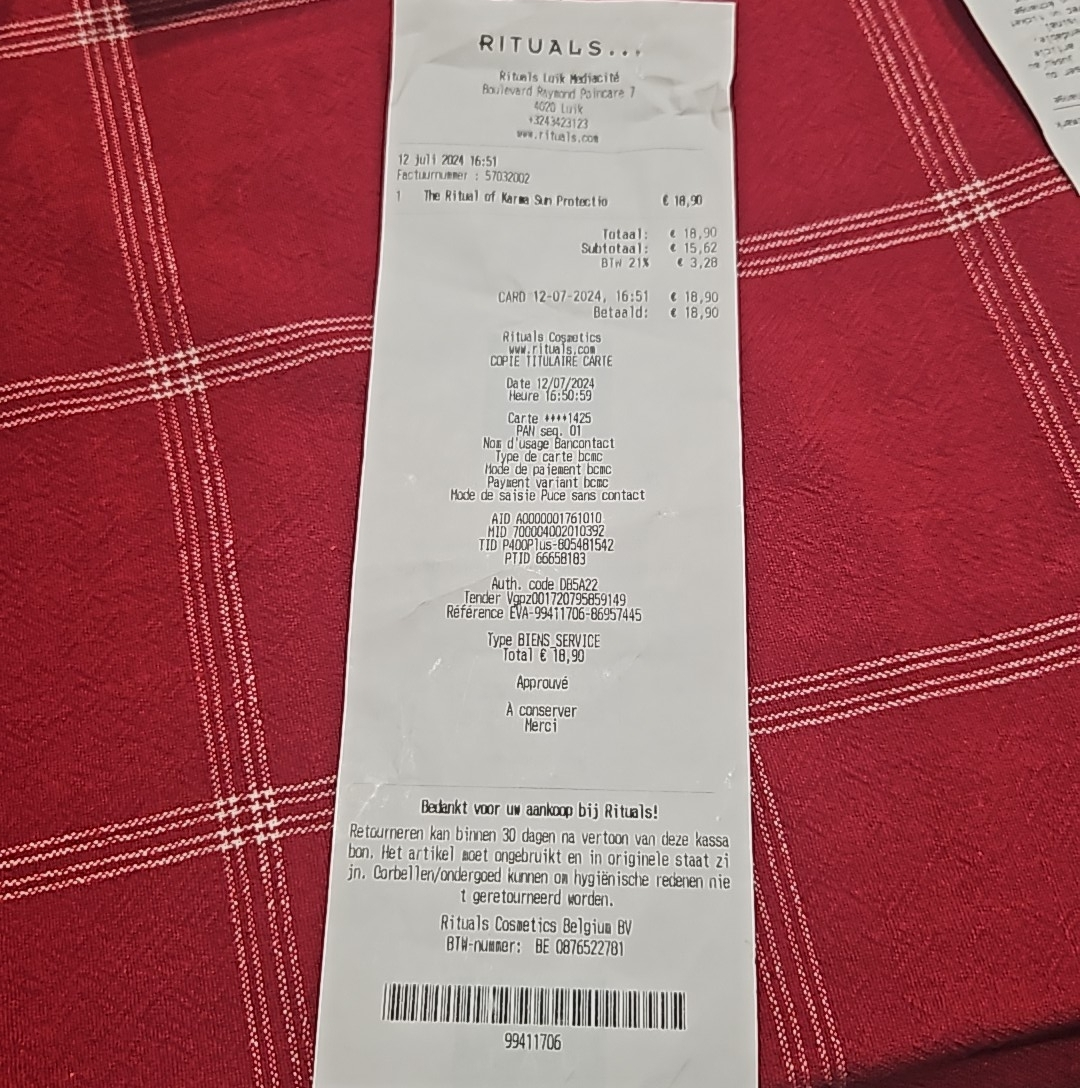 RITUALS...
Rituals Luik Mediacité
Boulevard Raymond Poincare 7
4020 Luik
+3243423123
www.rituals.com
12 juli 2024 16:51
Factuurnummer : 57032002
1 The Ritual of Karma Sun Protectio € 18,90
Totaal: € 18,90
Subtotaal: € 15,62
BTW 21% € 3,28
CARD 12-07-2024, 16:51 € 18,90
Betaald: € 18,90
Rituals Cosmetics
www.rituals.com
COPIE TITULAIRE CARTE
Date 12/07/2024
Heure 16:50:59
Carte ++++1425
PAN seq. 01
Nom d'usage Bancontact
Type de carte bcmc
Mode de paiement bcmc
Payment variant bcmc
Mode de saisie Puce sans contact
AID A0000001761010
MID 700004002010392
TID P400Plus-805481542
PTID 66658183
Auth. code DB5A22
Tender Vgpz001720795859149
Référence EVA-99411706-86957445
Type BIENS_SERVICE
Total € 18,90
Approuvé
À conserver
Merci
Bedankt voor uw aankoop bij Rituals!
Retourneren kan binnen 30 dagen na vertoon van deze kassa
bon. Het artikel moet ongebruikt en in originele staat zi
jn. Oorbellen/ondergoed kunnen om hygiënische redenen nie
t geretourneerd worden.
Rituals Cosmetics Belgium BV
BTW-nummer: BE 0876522781
99411706